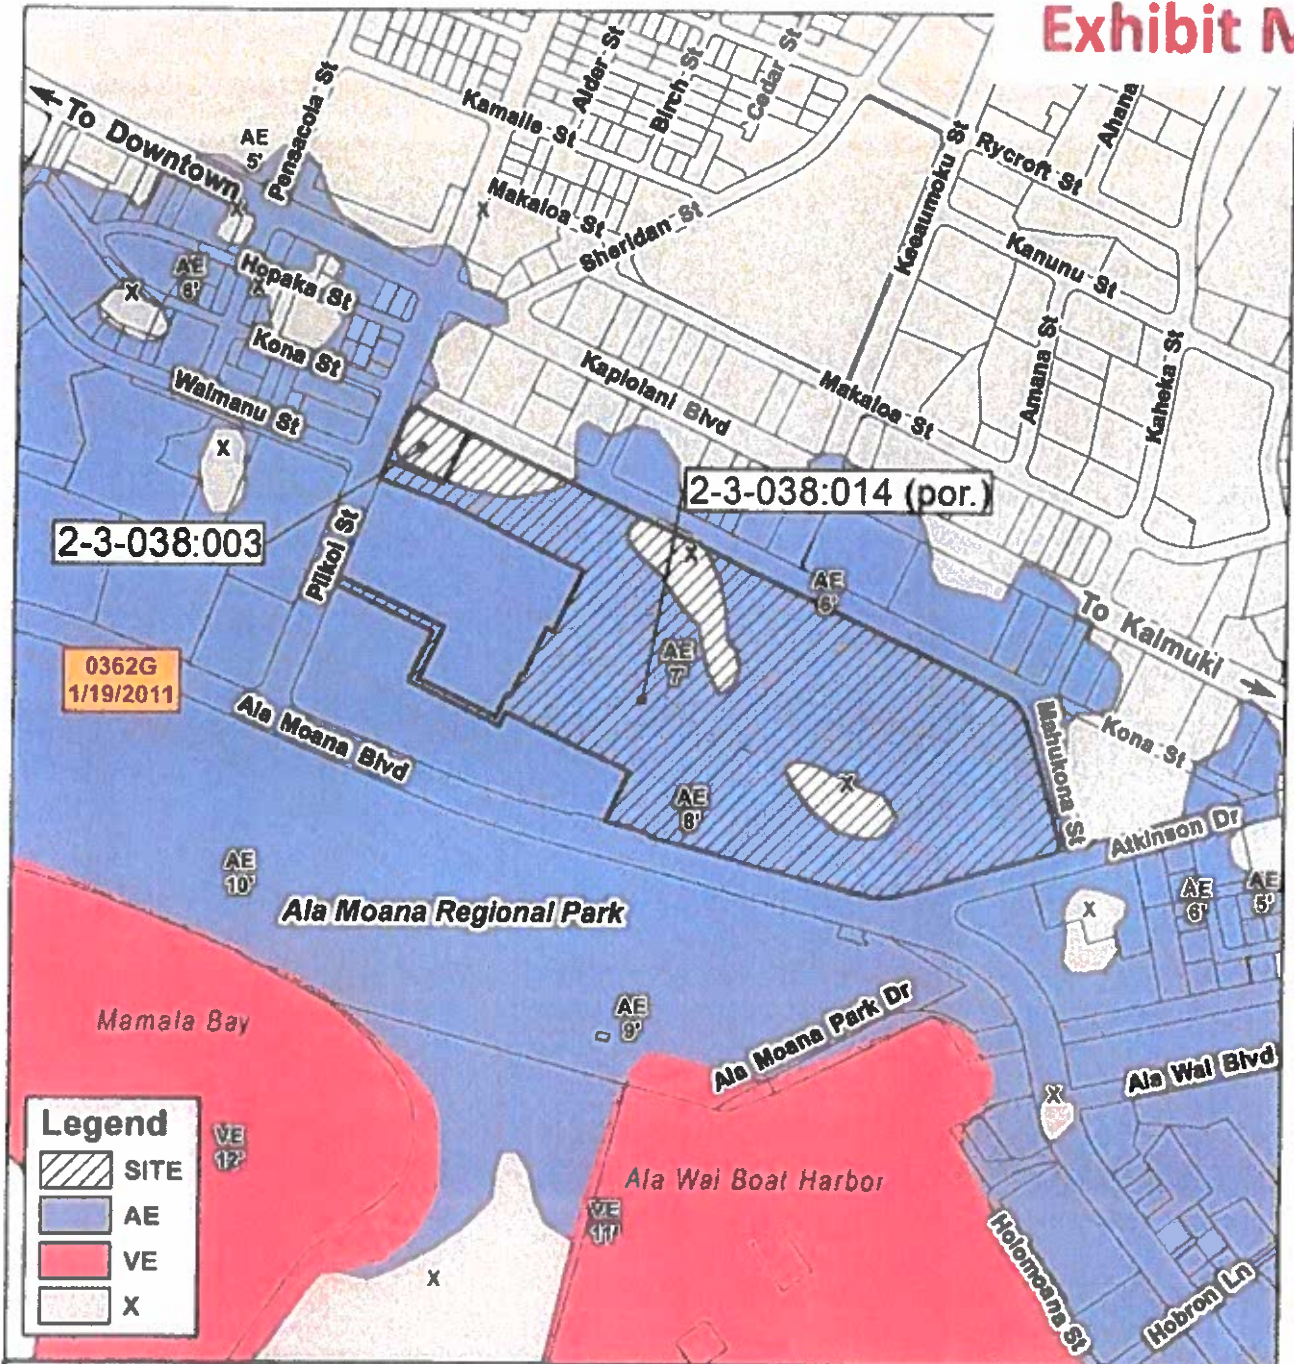 Exhibit M
To Downtown
AE
5'
Pensacola St
Kamaile St
Alder St
Birch St
Cedar St
Makaloa St
Sheridan St
X
Keeaumoku St
Rycroft St
Ahana
Kanunu St
Amana St
Kaheka St
Makaloa St
Kapiolani Blvd
X
AE
6'
Hopaka St
X
X
Kona St
Waimanu St
X
2-3-038:003
Piikoi St
2-3-038:014 (por.)
X
AE
6'
AE
7'
To Kaimuki
Kona St
Mahukona St
Atkinson Dr
0362G
1/19/2011
Ala Moana Blvd
AE
8'
X
AE
10'
Ala Moana Regional Park
X
AE
6'
AE
5'
Mamala Bay
AE
9'
Ala Moana Park Dr
Ala Wai Blvd
X
Legend
SITE
AE
VE
X
VE
12'
VE
11'
Ala Wai Boat Harbor
X
Holomoana St
Hobron Ln